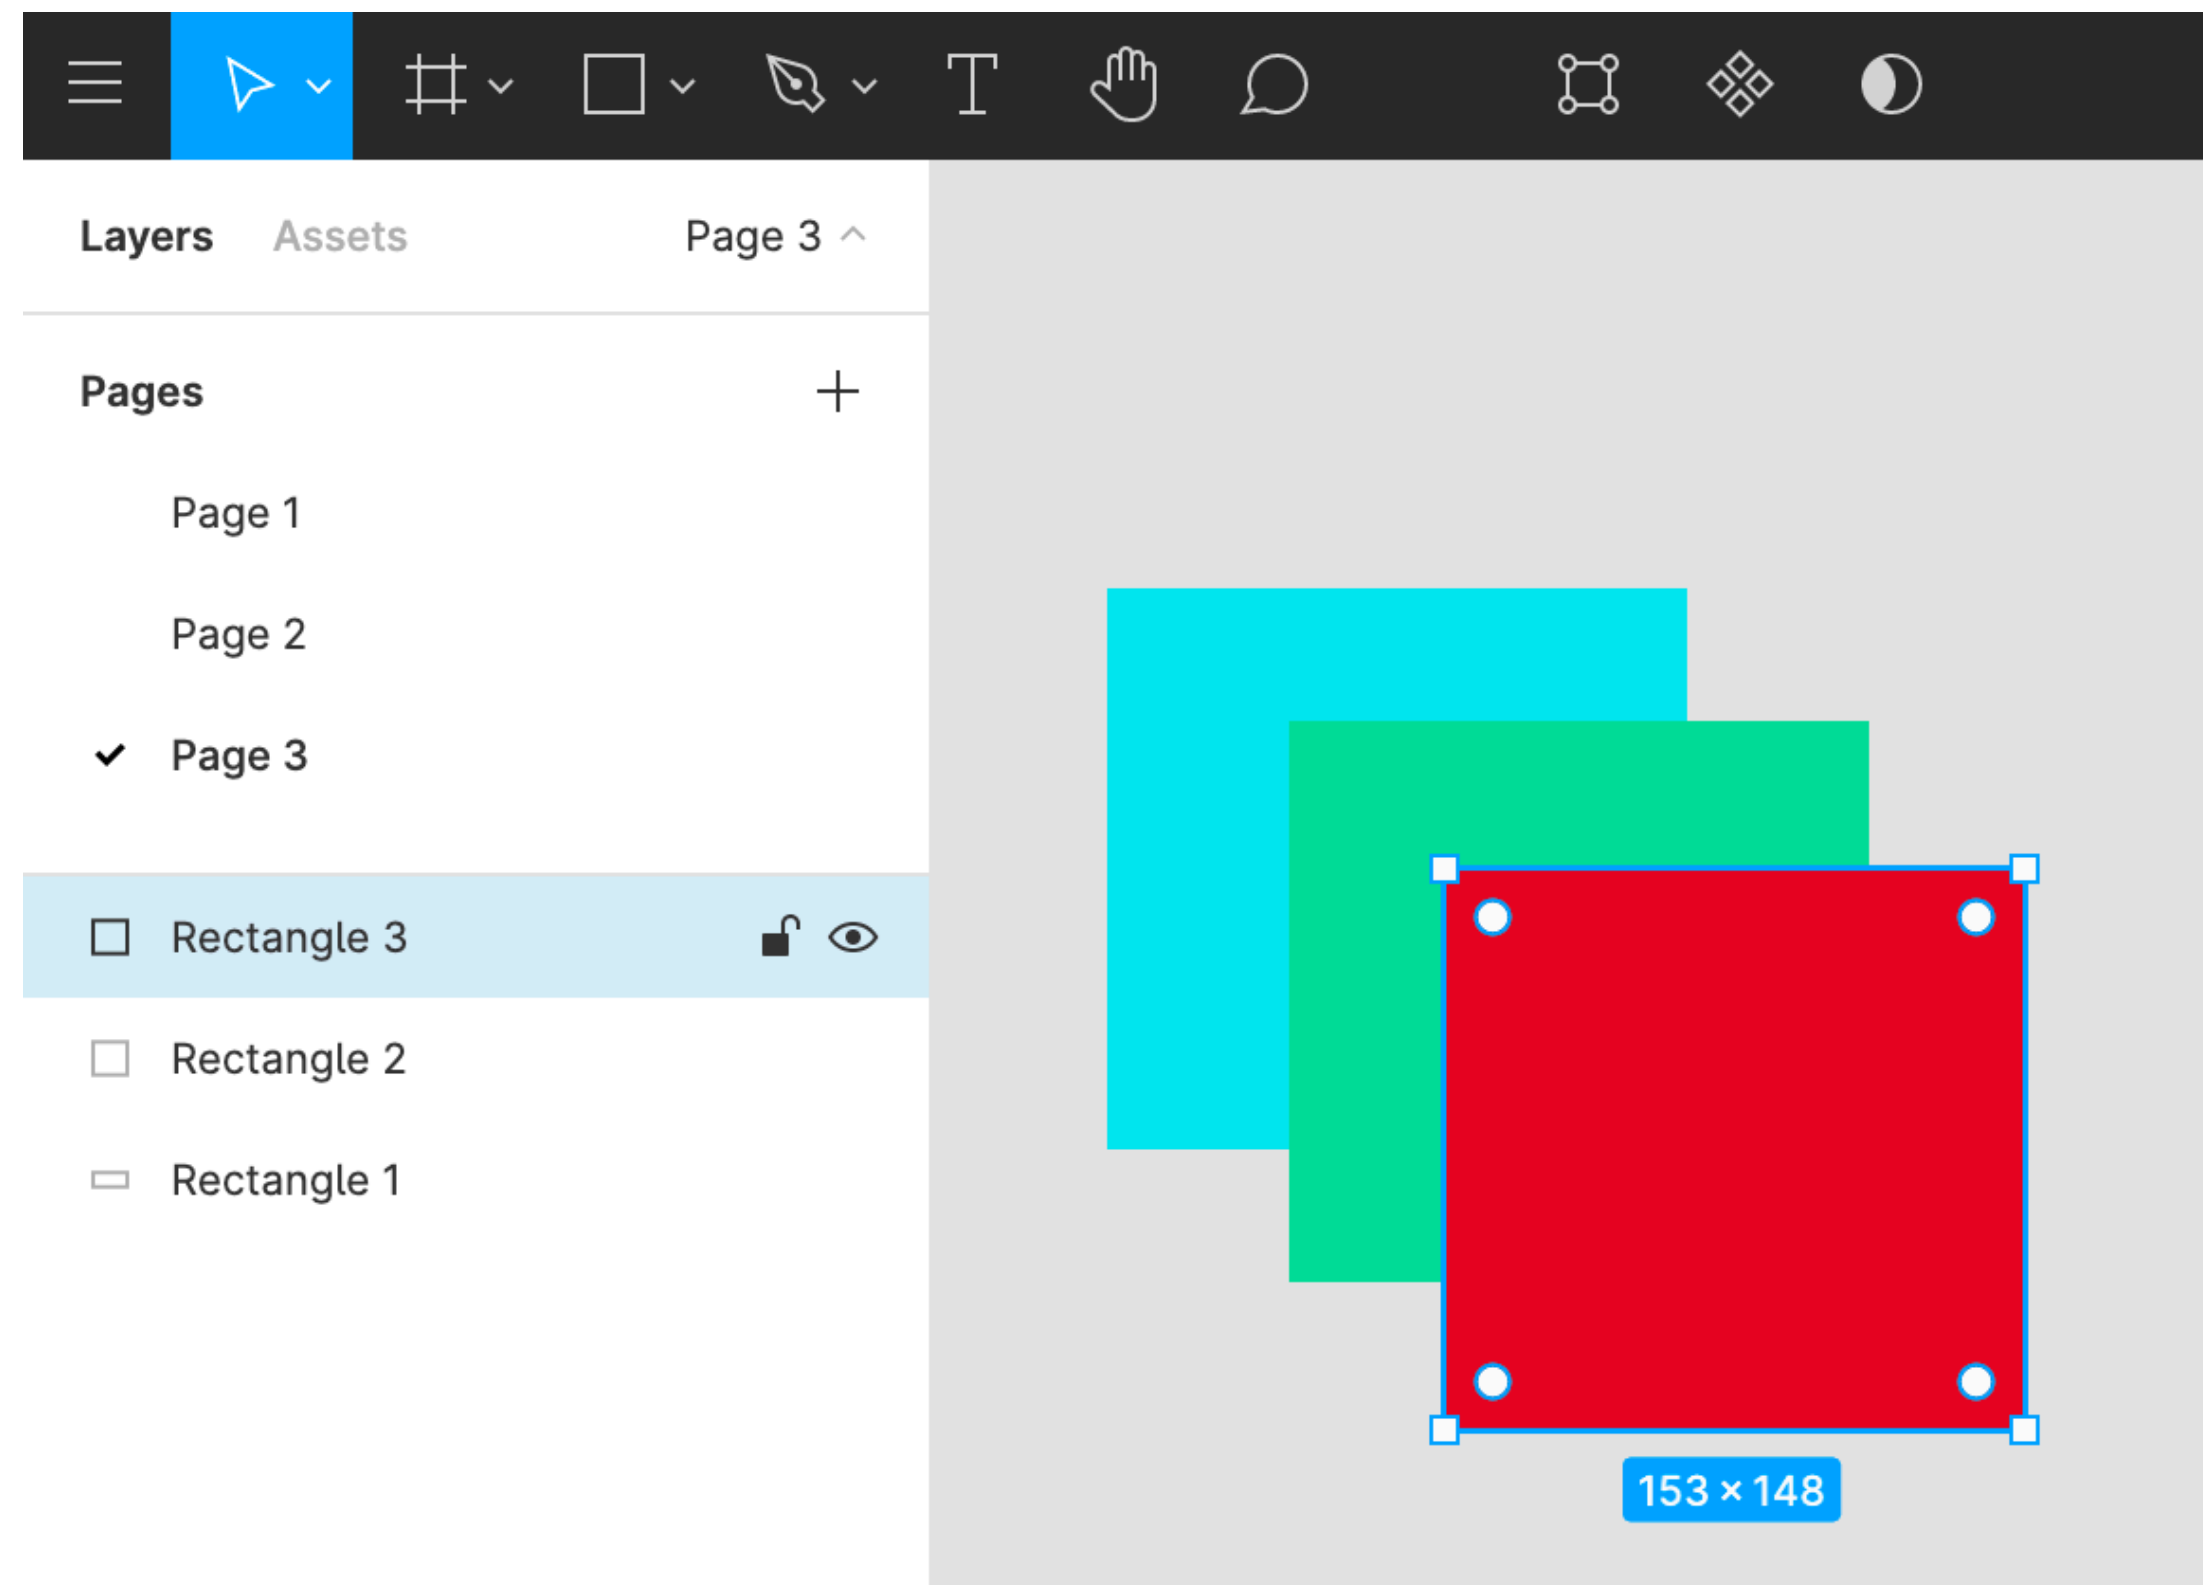 Layers Assets Page 3
Pages
Page 1
Page 2
Page 3
Rectangle 3
Rectangle 2
Rectangle 1
153 × 148